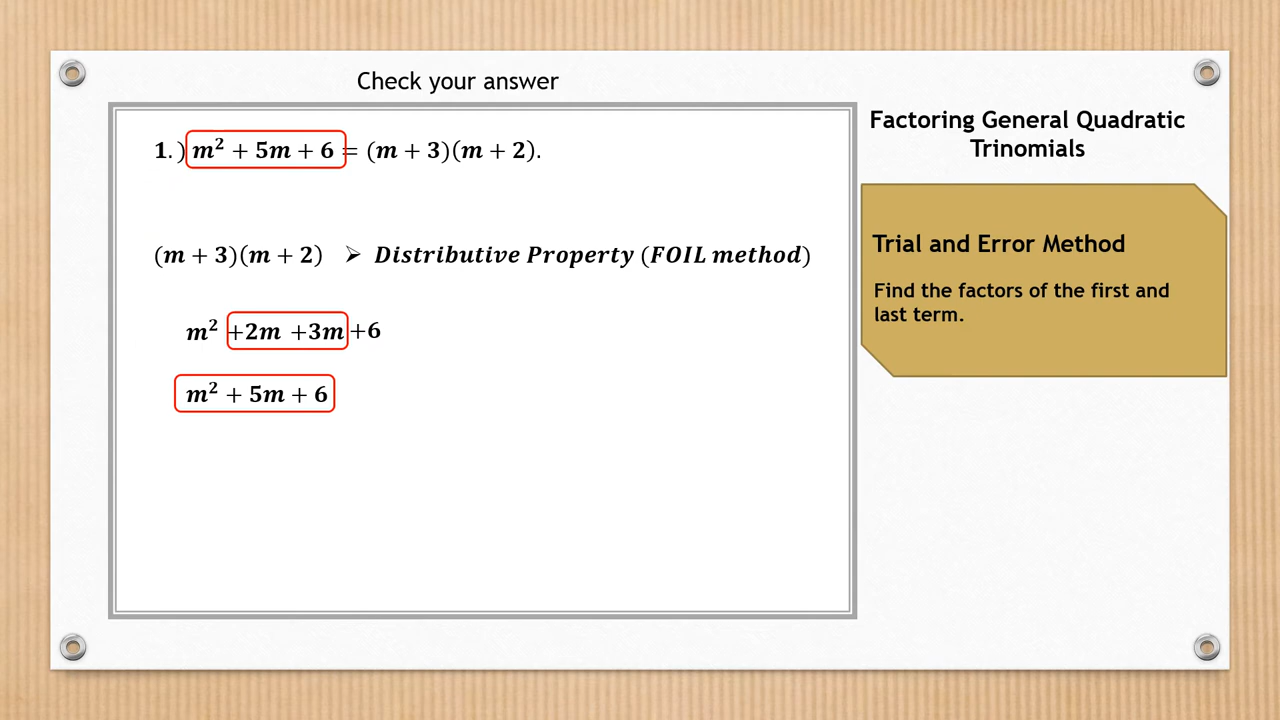 Check your answer
1. ) m² + 5m + 6 = (m + 3)(m + 2).
(m + 3)(m + 2) ➢ Distributive Property (FOIL method)
m² +2m +3m +6
m² + 5m + 6
Factoring General Quadratic
Trinomials
Trial and Error Method
Find the factors of the first and
last term.